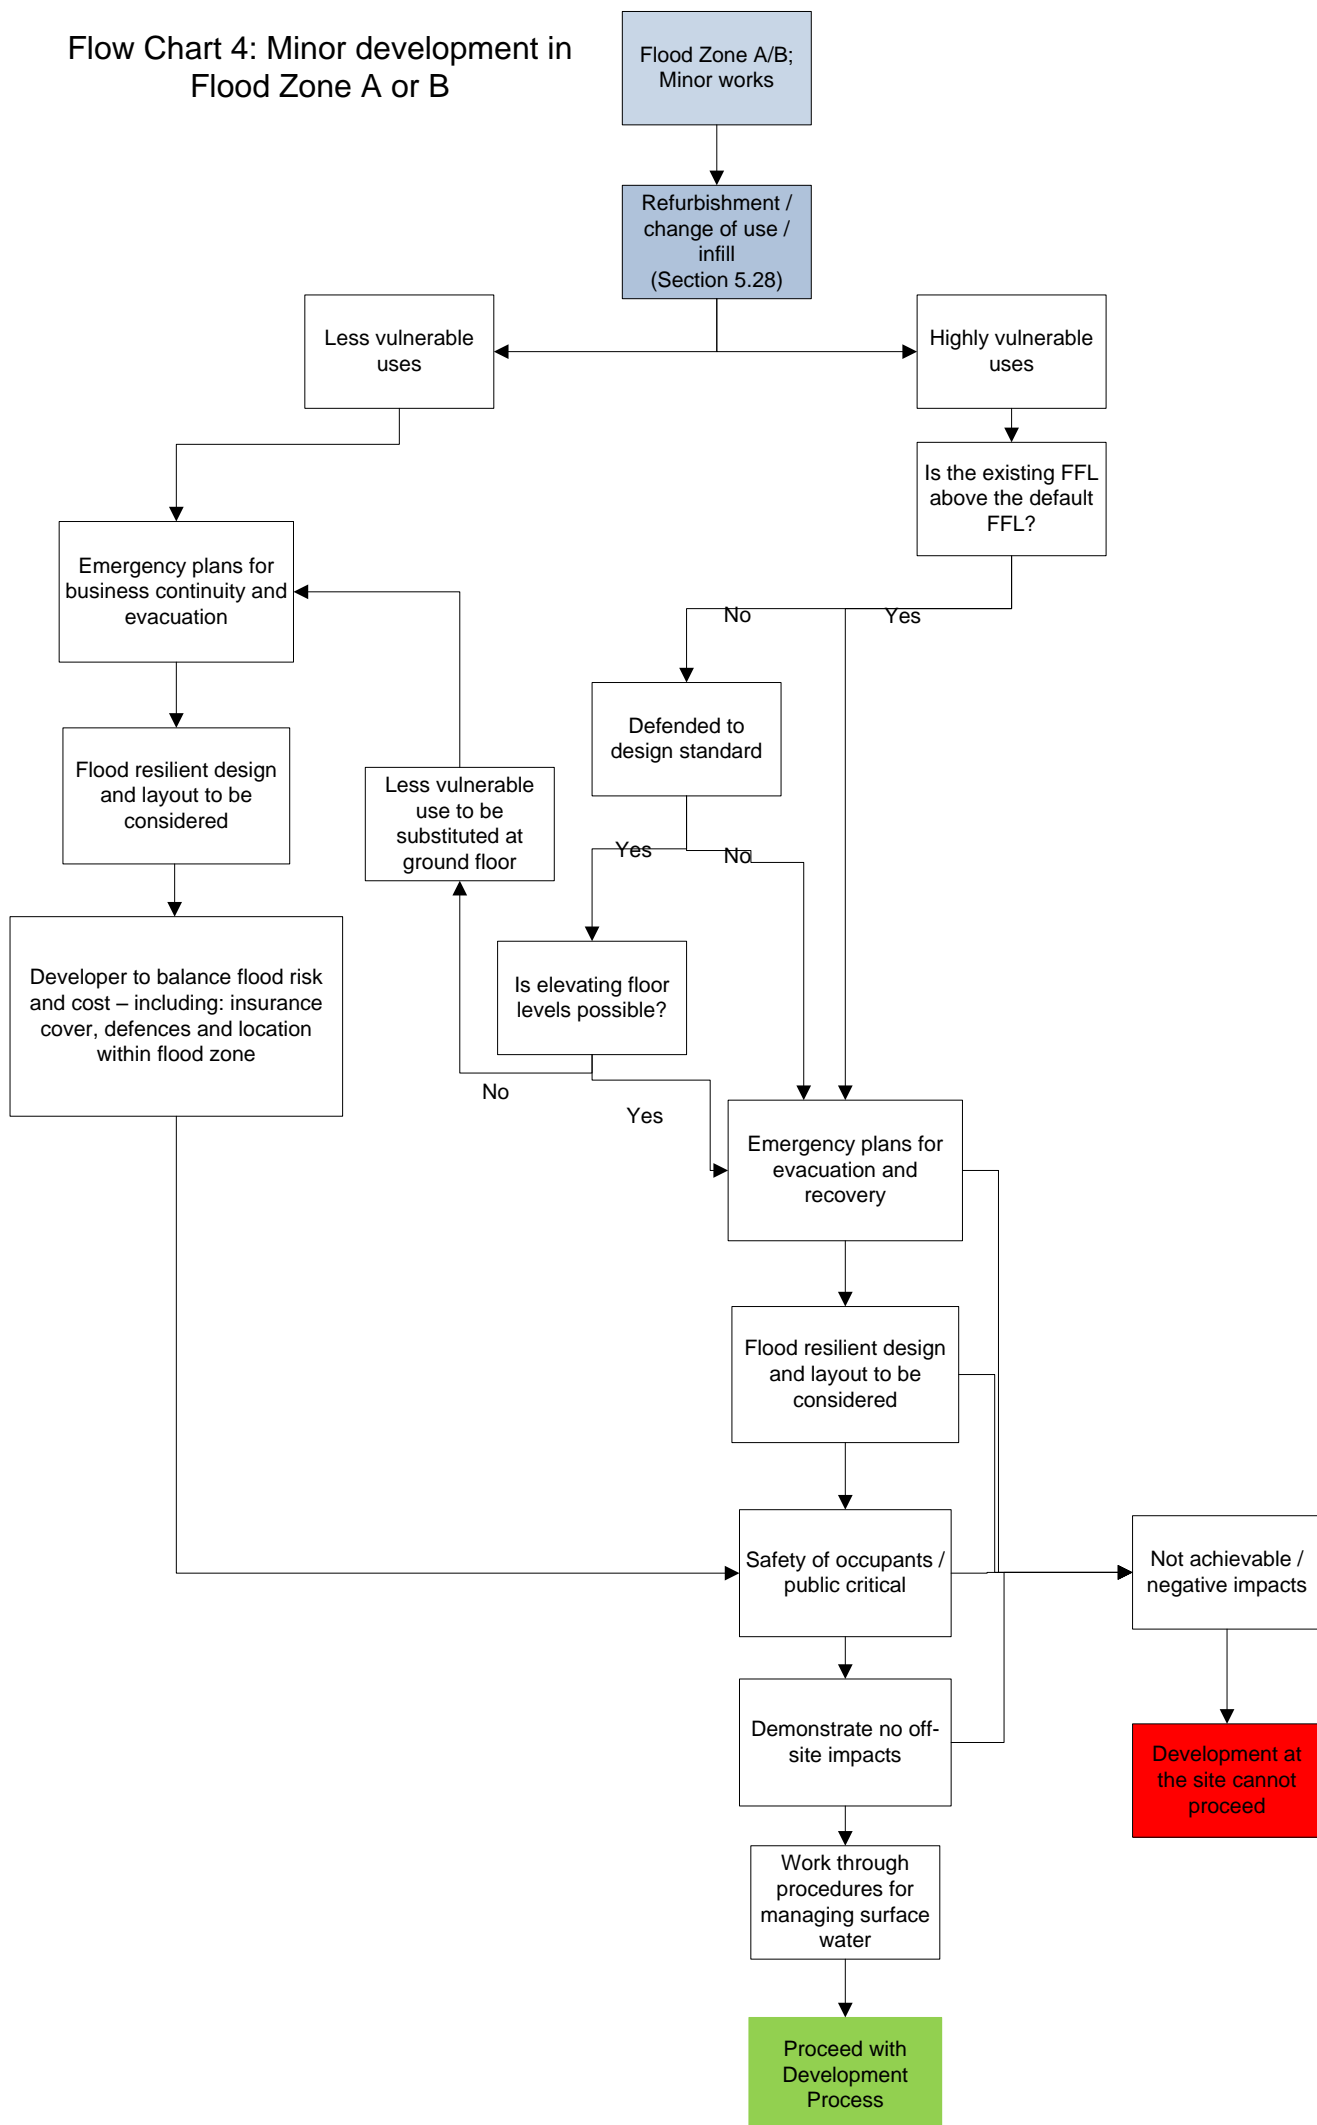 Flow Chart 4: Minor development in
Flood Zone A or B
Flood Zone A/B;
Minor works
Refurbishment /
change of use /
infill
(Section 5.28)
Less vulnerable
uses
Highly vulnerable
uses
Is the existing FFL
above the default
FFL?
Emergency plans for
business continuity and
evacuation
No
Yes
Defended to
design standard
Flood resilient design
and layout to be
considered
Less vulnerable
use to be
substituted at
ground floor
Yes
No
Developer to balance flood risk
and cost – including: insurance
cover, defences and location
within flood zone
Is elevating floor
levels possible?
No
Yes
Emergency plans for
evacuation and
recovery
Flood resilient design
and layout to be
considered
Safety of occupants /
public critical
Not achievable /
negative impacts
Demonstrate no off-
site impacts
Development at
the site cannot
proceed
Work through
procedures for
managing surface
water
Proceed with
Development
Process